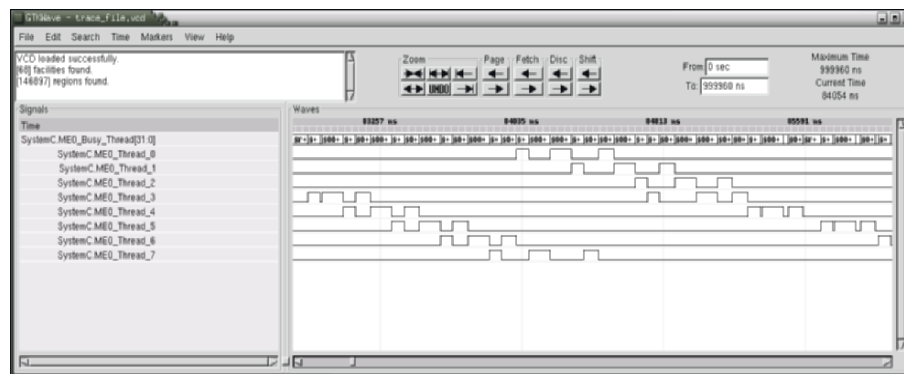 GTKWave - trace_file.vcd
File Edit Search Time Markers View Help
VCD loaded successfully.
[68] facilities found.
[146897] regions found.
Zoom Page Fetch Disc Shift
UNDO
From: 0 sec
To: 999960 ns
Maximum Time
999960 ns
Current Time
84054 ns
Signals
Waves
Time
83257 ns 84035 ns 84813 ns 85591 ns
SystemC.ME0_Busy_Thread[31:0]
SystemC.ME0_Thread_0
SystemC.ME0_Thread_1
SystemC.ME0_Thread_2
SystemC.ME0_Thread_3
SystemC.ME0_Thread_4
SystemC.ME0_Thread_5
SystemC.ME0_Thread_6
SystemC.ME0_Thread_7